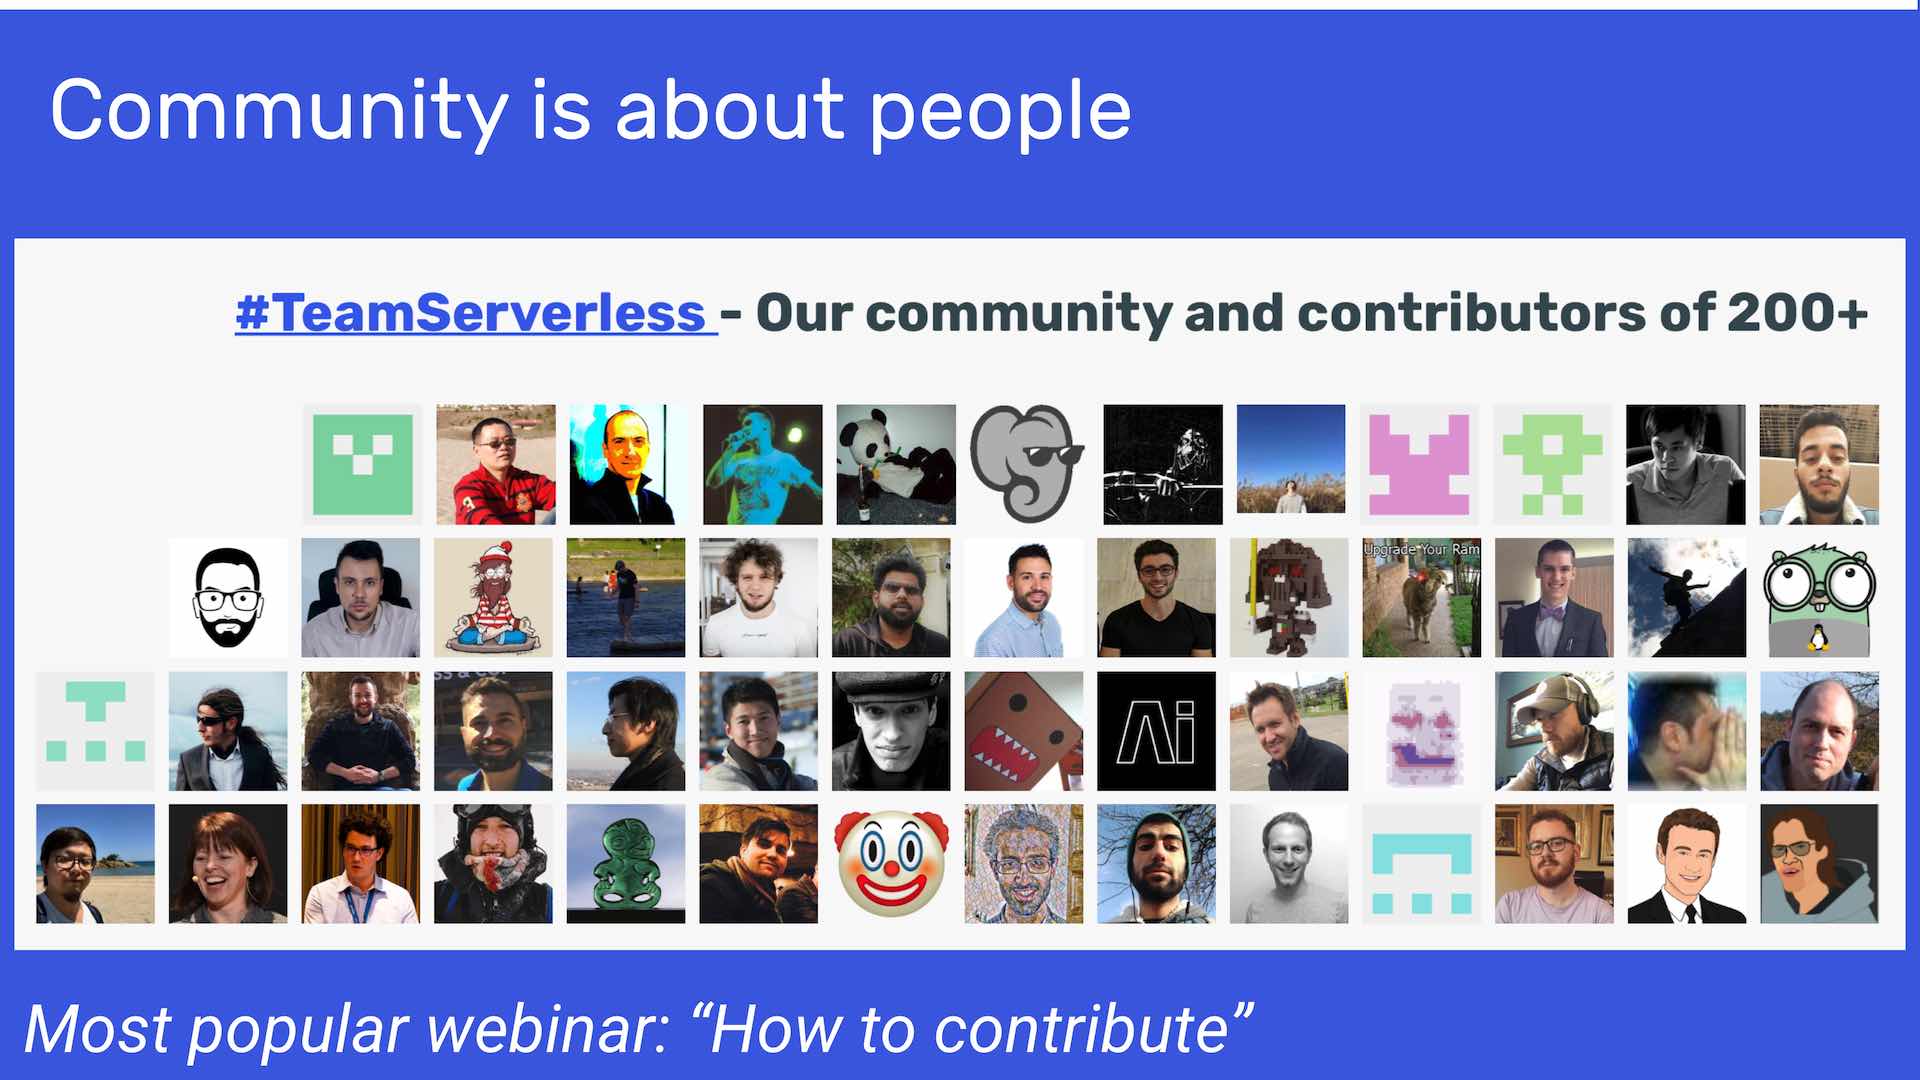 Community is about people
#TeamServerless - Our community and contributors of 200+
Upgrade Your Ram
Ai
Most popular webinar: “How to contribute”